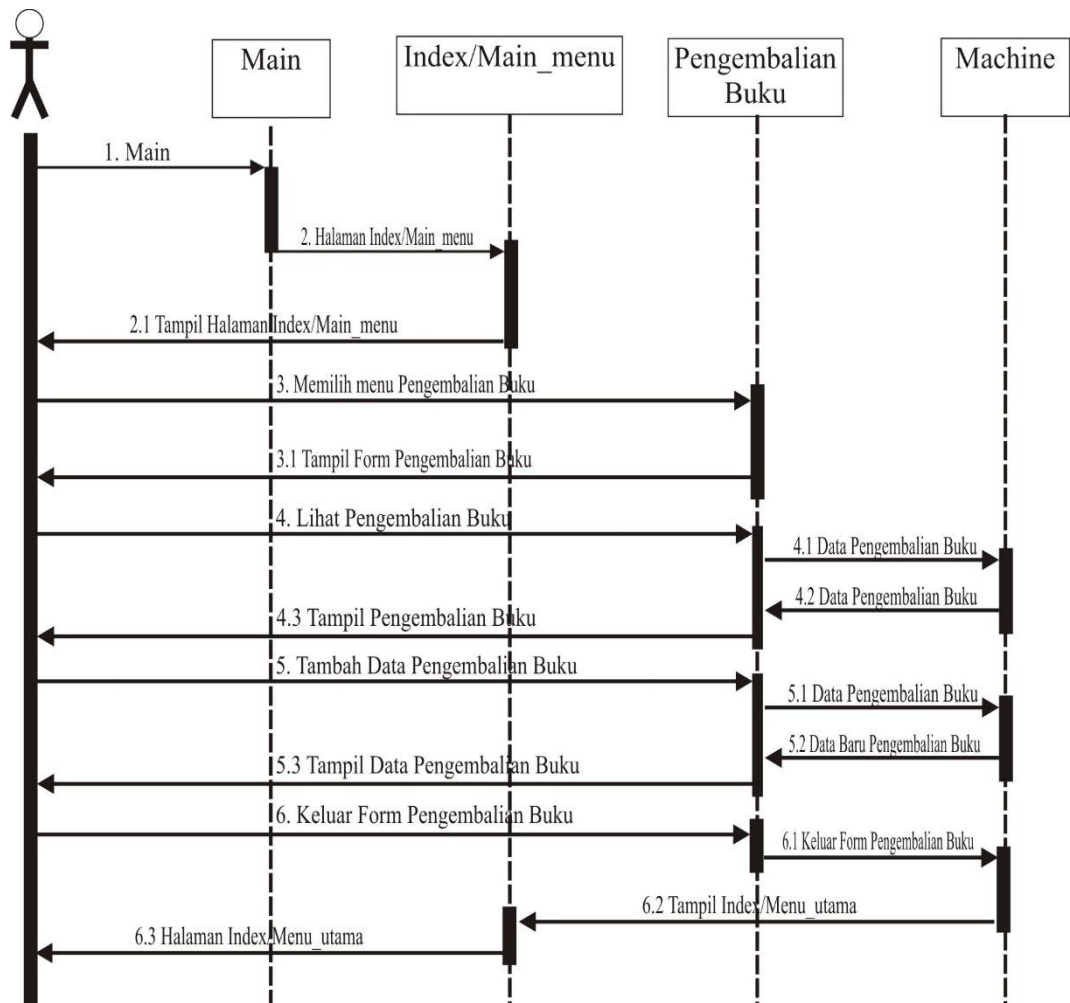 Main
Index/Main_menu
Pengembalian
Buku
Machine
1. Main
2. Halaman Index/Main_menu
2.1 Tampil Halaman Index/Main_menu
3. Memilih menu Pengembalian Buku
3.1 Tampil Form Pengembalian Buku
4. Lihat Pengembalian Buku
4.1 Data Pengembalian Buku
4.2 Data Pengembalian Buku
4.3 Tampil Pengembalian Buku
5. Tambah Data Pengembalian Buku
5.1 Data Pengembalian Buku
5.2 Data Baru Pengembalian Buku
5.3 Tampil Data Pengembalian Buku
6. Keluar Form Pengembalian Buku
6.1 Keluar Form Pengembalian Buku
6.2 Tampil Index/Menu_utama
6.3 Halaman Index/Menu_utama